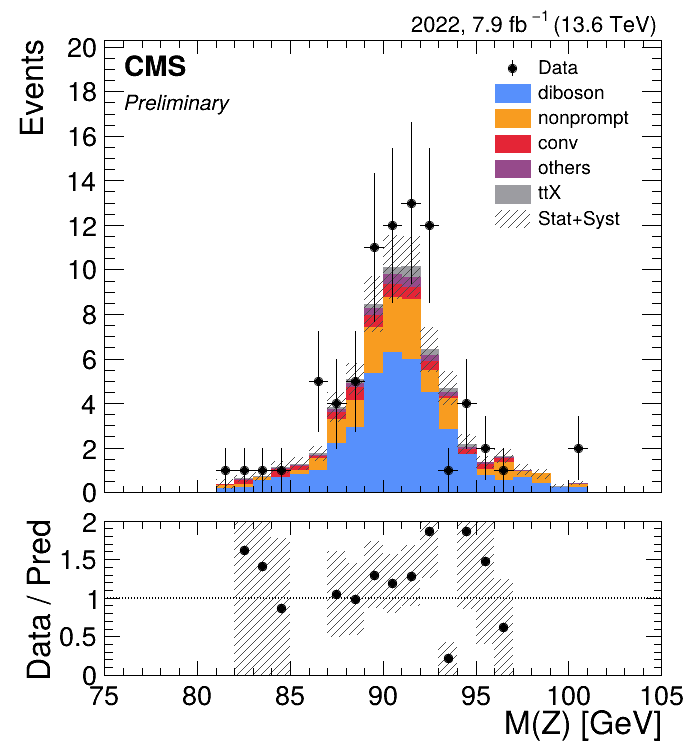 2022, 7.9 fb⁻¹ (13.6 TeV)
Events
20
18
16
14
12
10
8
6
4
2
0
CMS
Preliminary
Data
diboson
nonprompt
conv
others
ttX
Stat+Syst
Data / Pred
2
1.5
1
0.5
0
75 80 85 90 95 100 105
M(Z) [GeV]